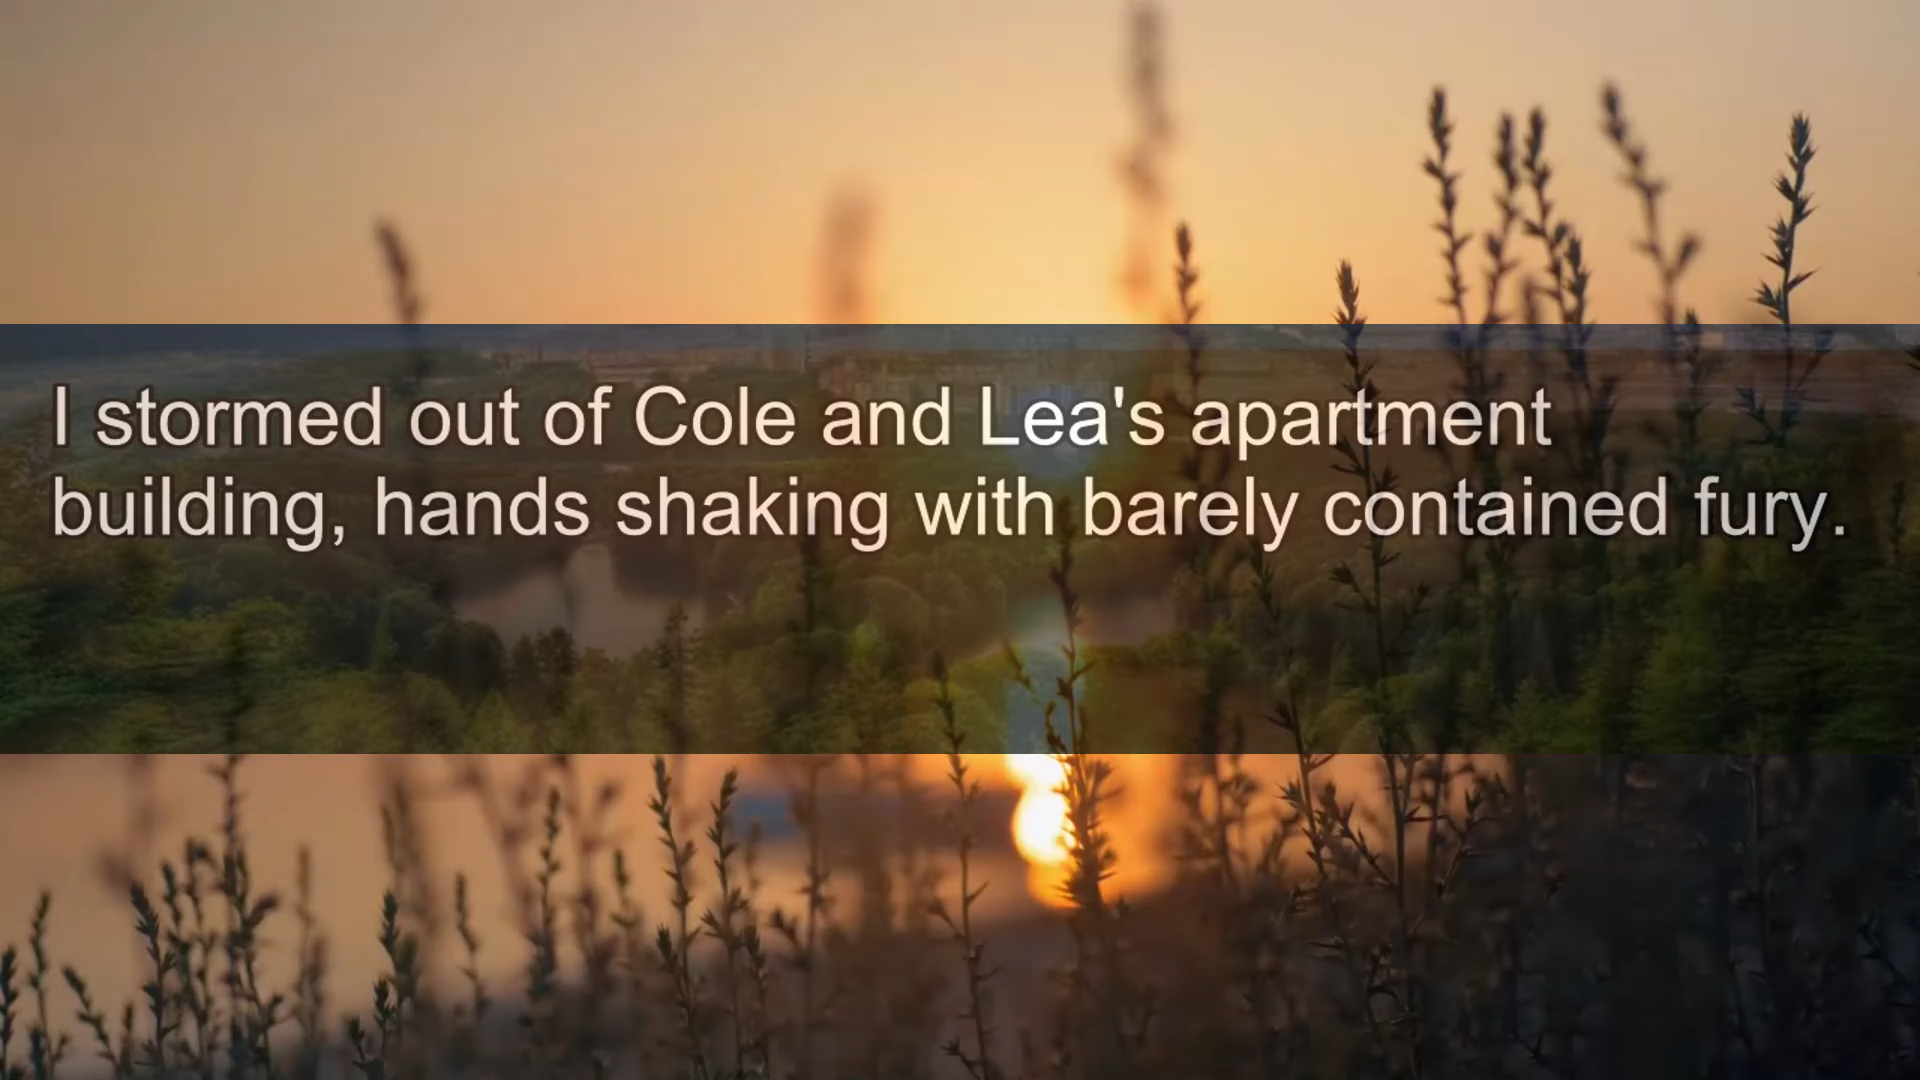 I stormed out of Cole and Lea's apartment
building, hands shaking with barely contained fury.